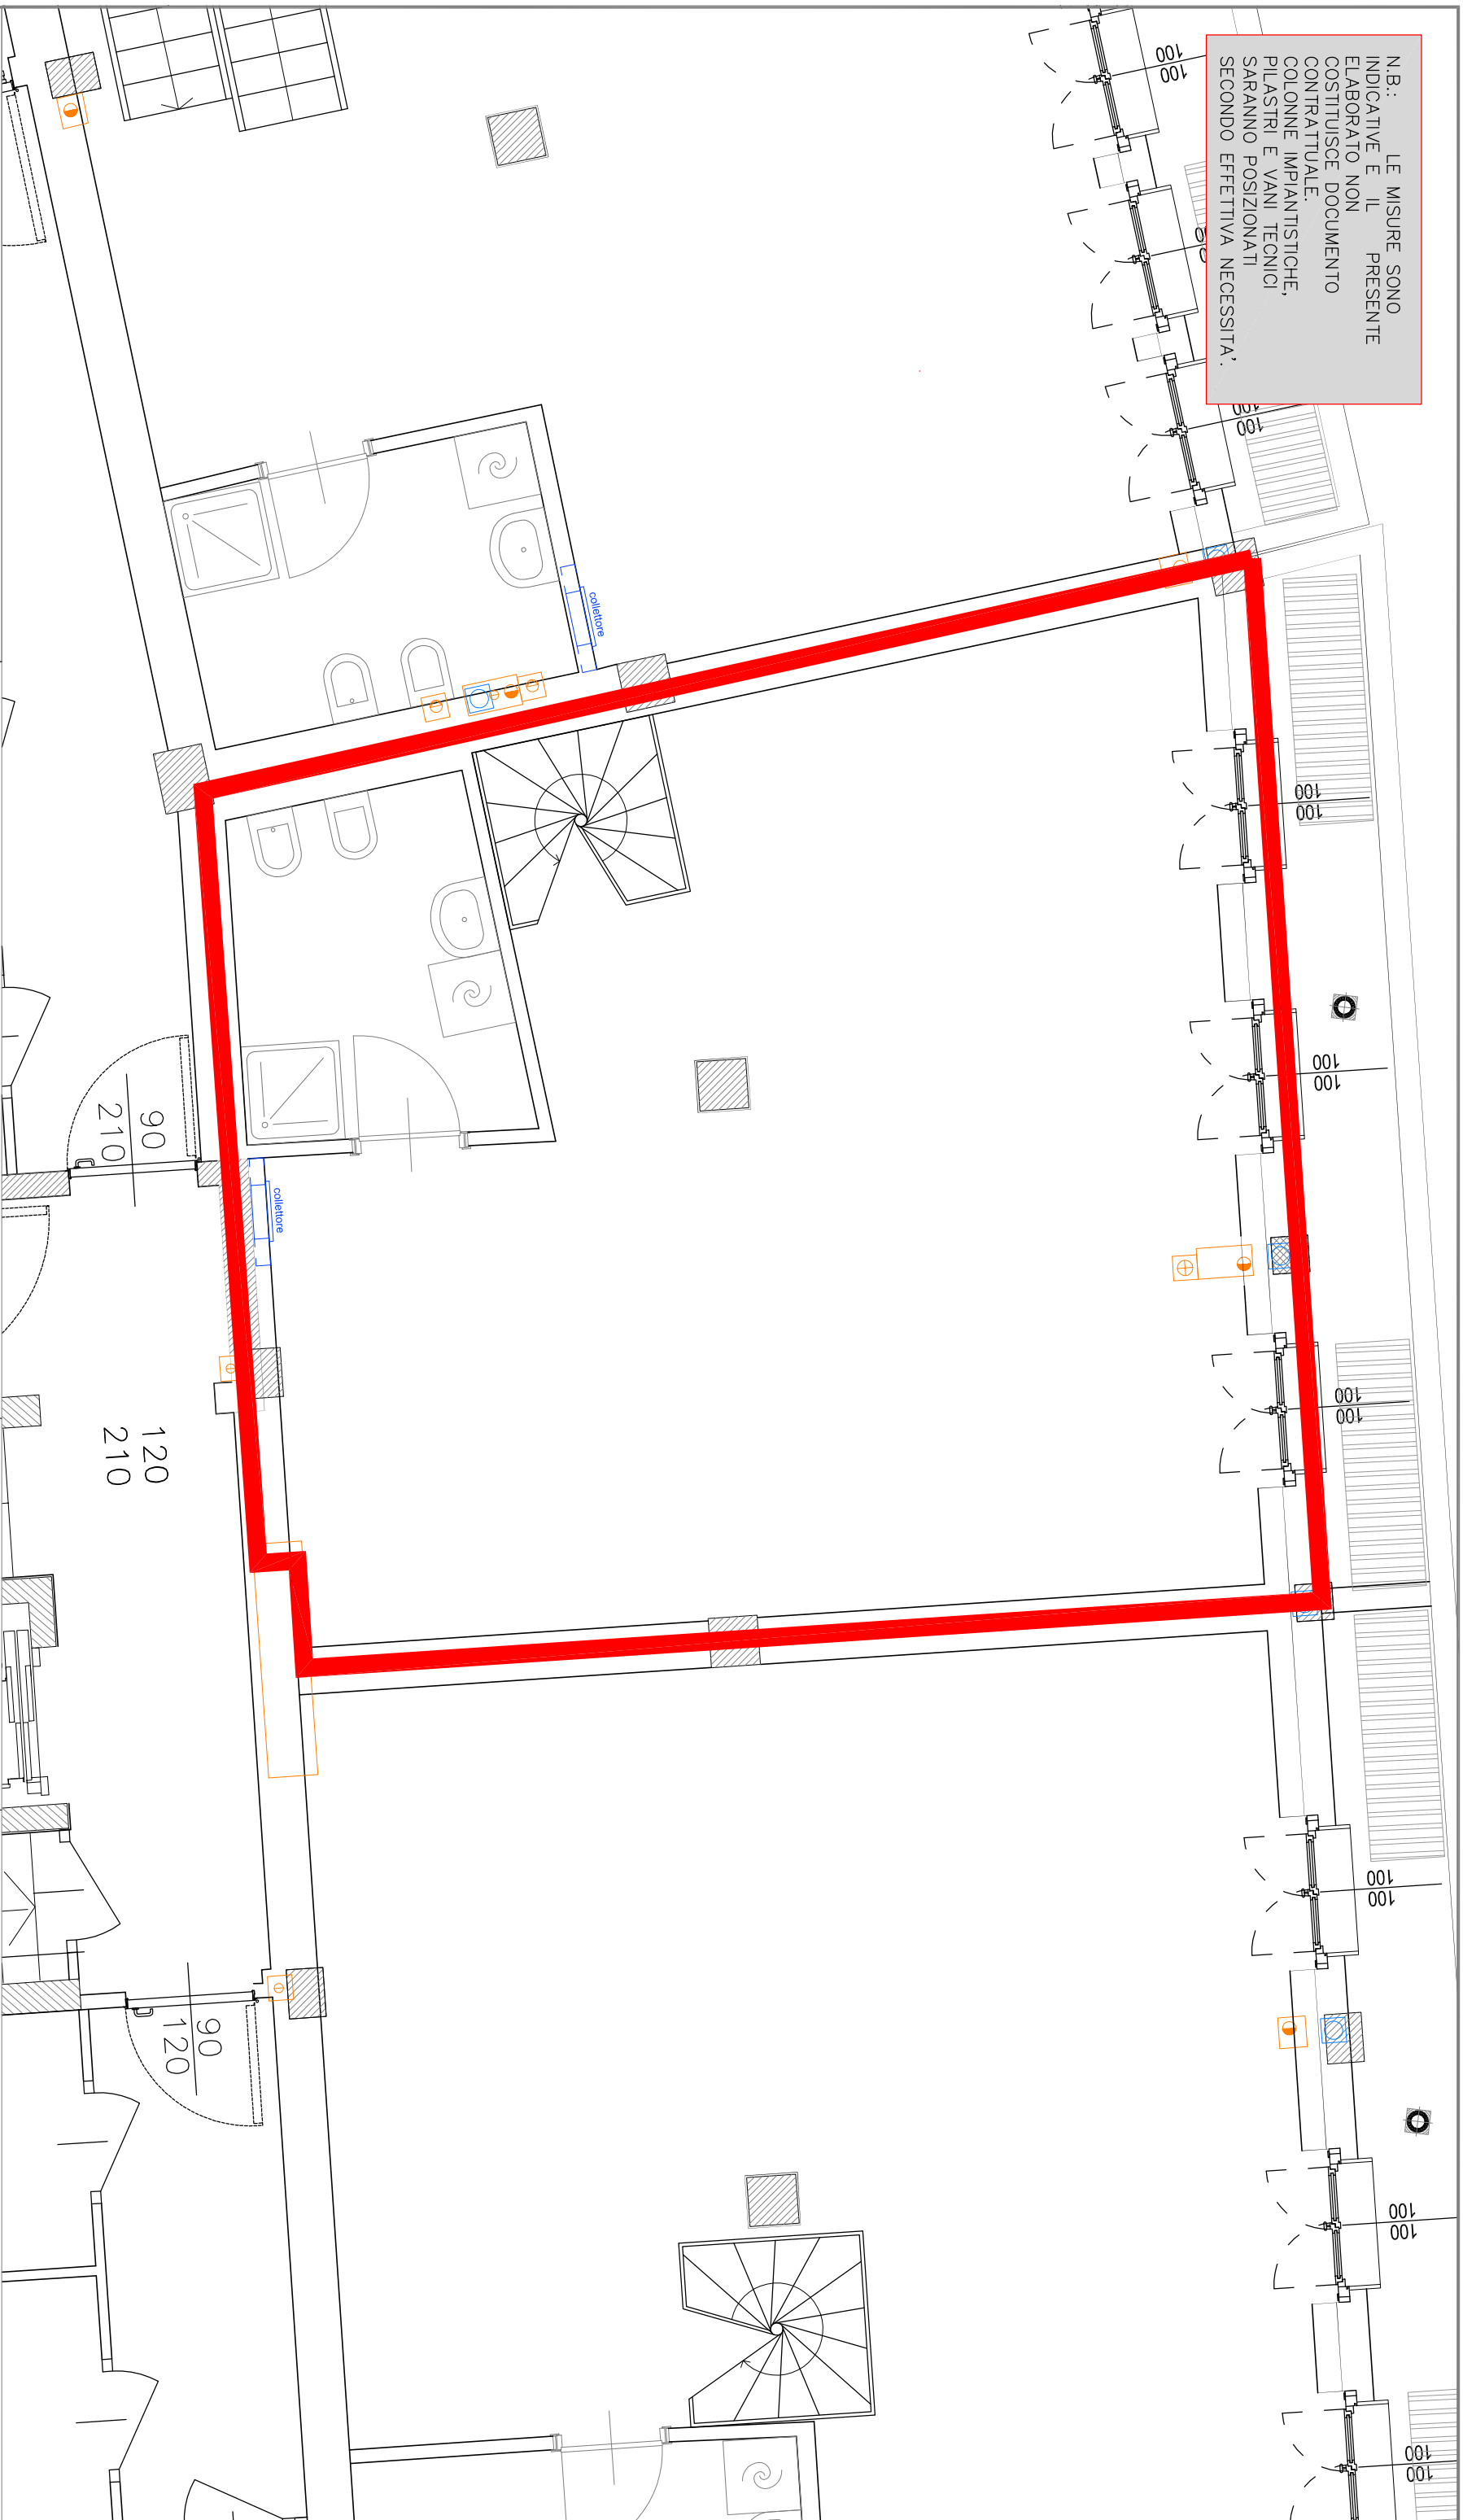 N.B.: LE MISURE SONO
INDICATIVE E IL PRESENTE
ELABORATO NON
COSTITUISCE DOCUMENTO
CONTRATTUALE.
COLONNE IMPIANTISTICHE,
PILASTRI E VANI TECNICI
SARANNO POSIZIONATI
SECONDO EFFETTIVA NECESSITA'.
100
100
100
100
collettore
100
100
100
100
90
210
collettore
100
100
120
210
100
100
90
120
100
100
100
100